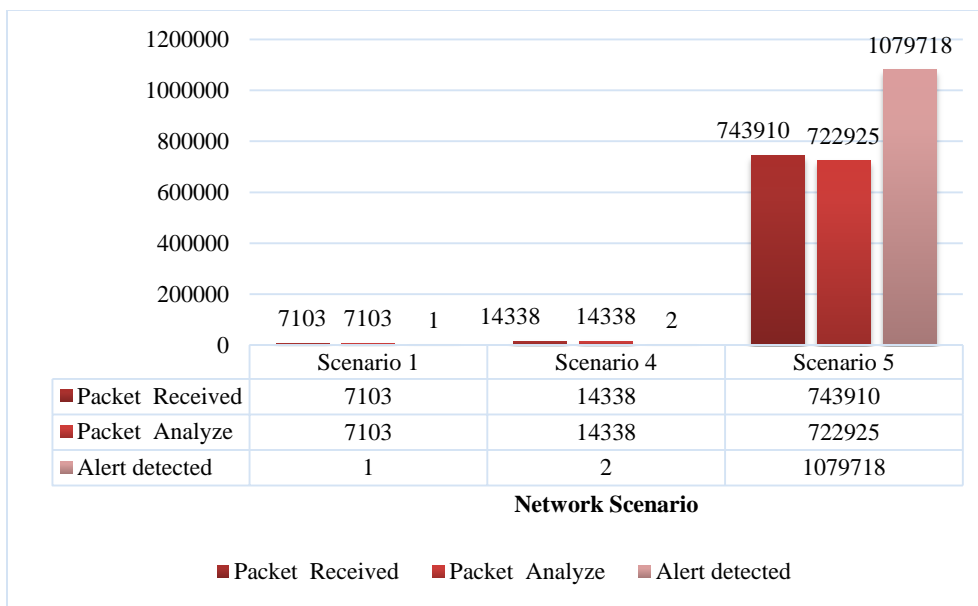 1200000
1000000
800000
600000
400000
200000
0
7103 7103 1
14338 14338 2
743910 722925 1079718
Scenario 1 Scenario 4 Scenario 5
Packet Received 7103 14338 743910
Packet Analyze 7103 14338 722925
Alert detected 1 2 1079718
Network Scenario
Packet Received Packet Analyze Alert detected